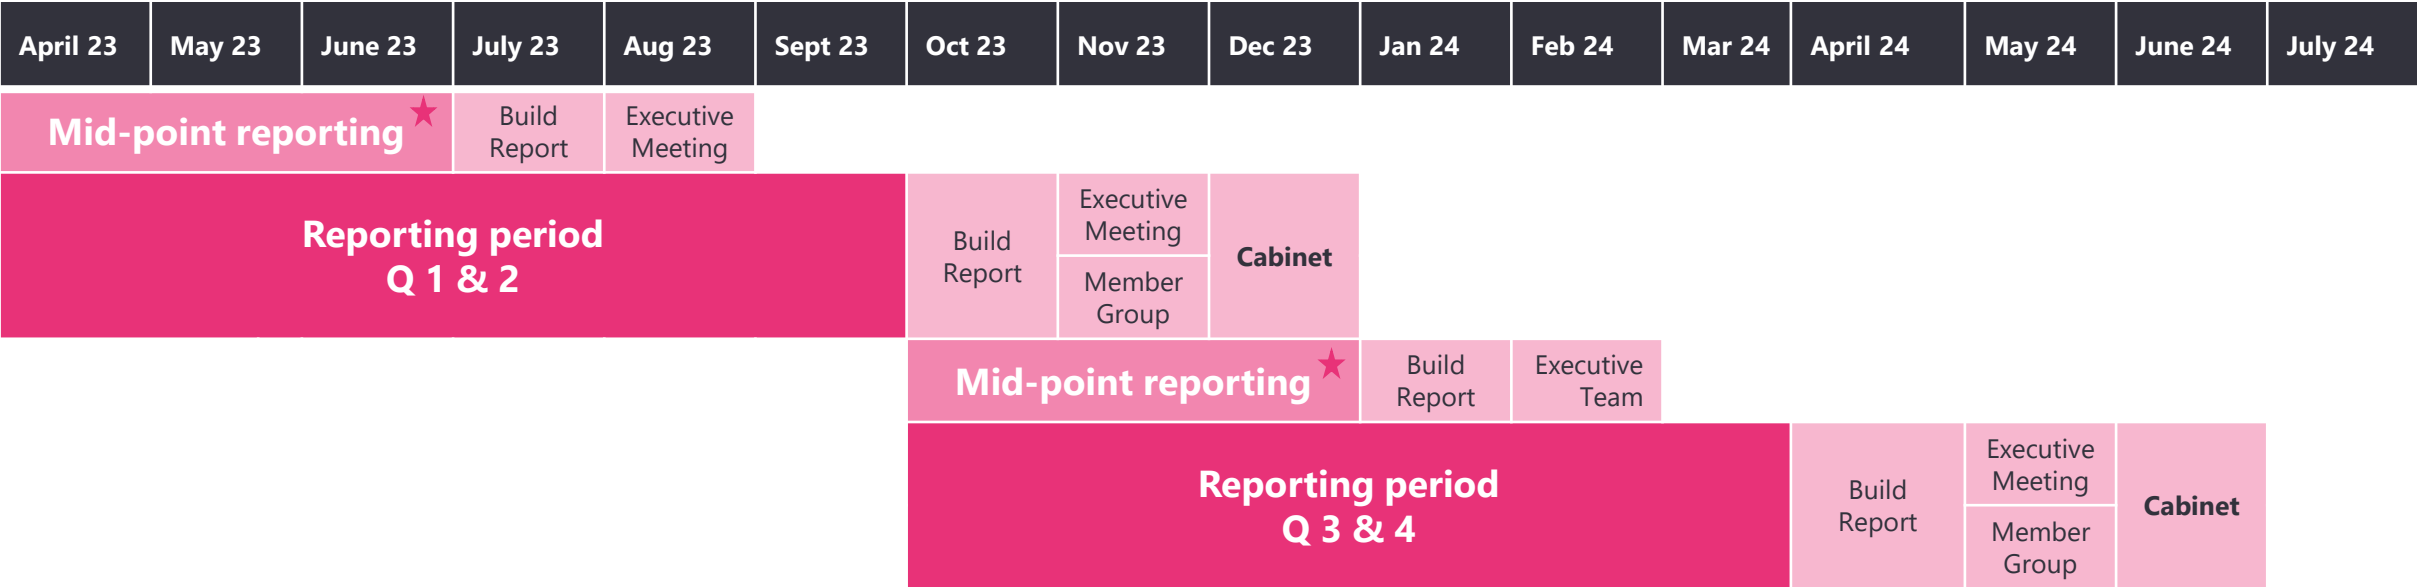 April 23
May 23
June 23
July 23
Aug 23
Sept 23
Oct 23
Nov 23
Dec 23
Jan 24
Feb 24
Mar 24
April 24
May 24
June 24
July 24
Mid-point reporting
Build
Report
Executive
Meeting
Reporting period
Q 1 & 2
Build
Report
Executive
Meeting
Member
Group
Cabinet
Mid-point reporting
Build
Report
Executive
Team
Reporting period
Q 3 & 4
Build
Report
Executive
Meeting
Member
Group
Cabinet